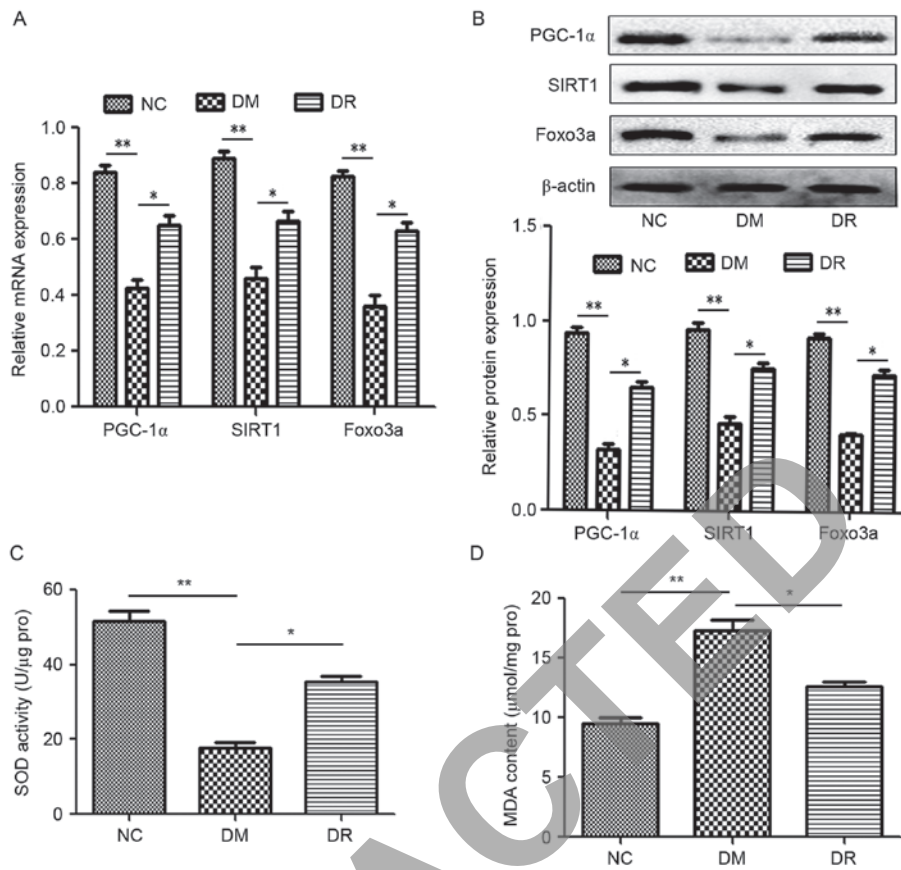 A
NC DM DR
Relative mRNA expression
1.0
0.8
0.6
0.4
0.2
0.0
**
*
**
*
**
*
PGC-1α SIRT1 Foxo3a
B
PGC-1α
SIRT1
Foxo3a
β-actin
NC DM DR
NC DM DR
Relative protein expression
1.5
1.0
0.5
0.0
**
*
**
*
**
*
PGC-1α SIRT1 Foxo3a
C
SOD activity (U/μg pro)
60
40
20
0
**
*
NC DM DR
D
MDA content (μmol/mg pro)
20
15
10
5
0
**
*
NC DM DR
ACTED